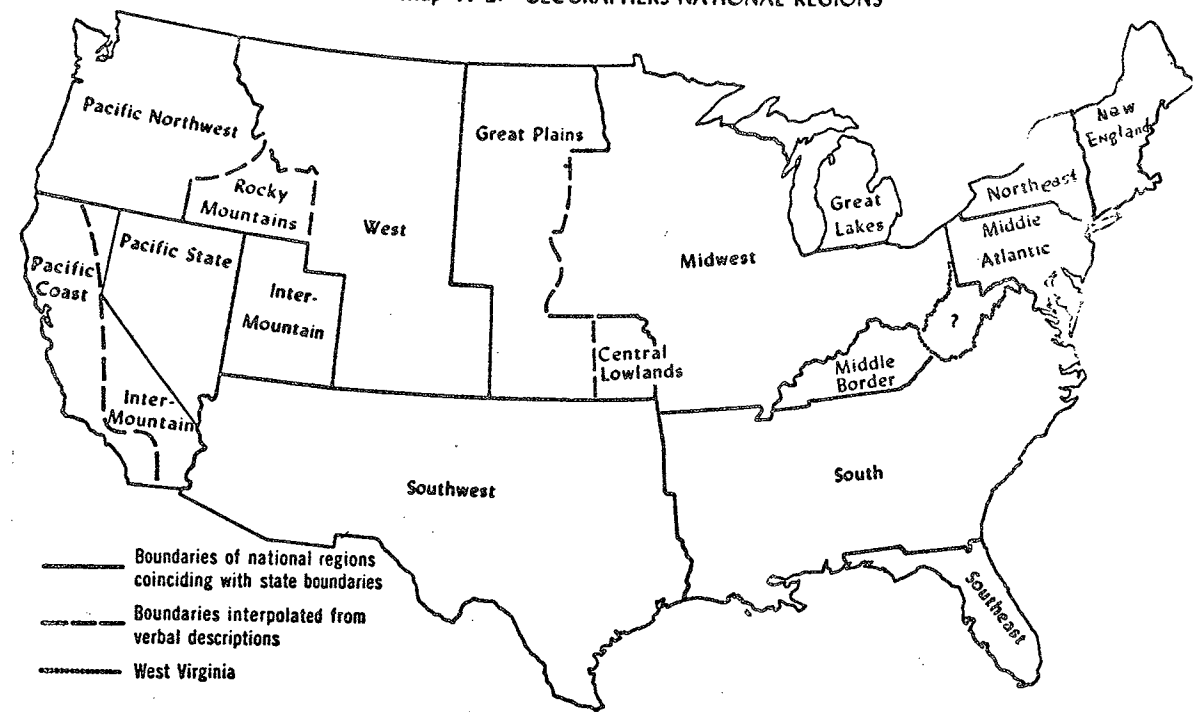 GEOGRAPHERS NATIONAL REGIONS
Pacific Northwest
Rocky
Mountains
Great Plains
West
Pacific State
Pacific
Coast
Inter-
Mountain
Inter-
Mountain
Midwest
Great
Lakes
New
England
Northeast
Middle
Atlantic
?
Central
Lowlands
Middle
Border
Southwest
South
Southeast
Boundaries of national regions
coinciding with state boundaries
Boundaries interpolated from
verbal descriptions
West Virginia